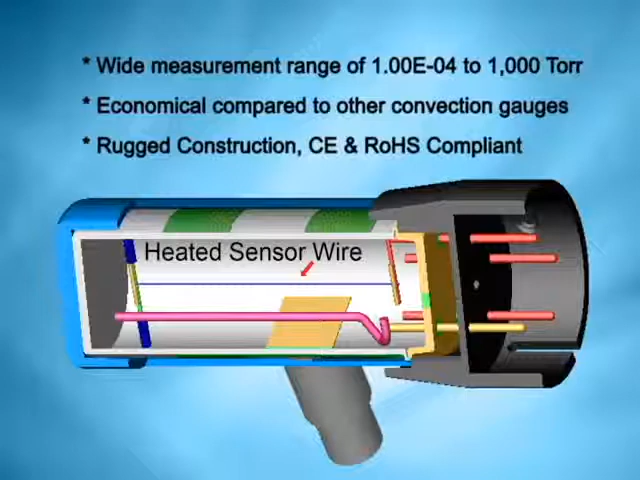 * Wide measurement range of 1.00E-04 to 1,000 Torr
* Economical compared to other convection gauges
* Rugged Construction, CE & RoHS Compliant
Heated Sensor Wire